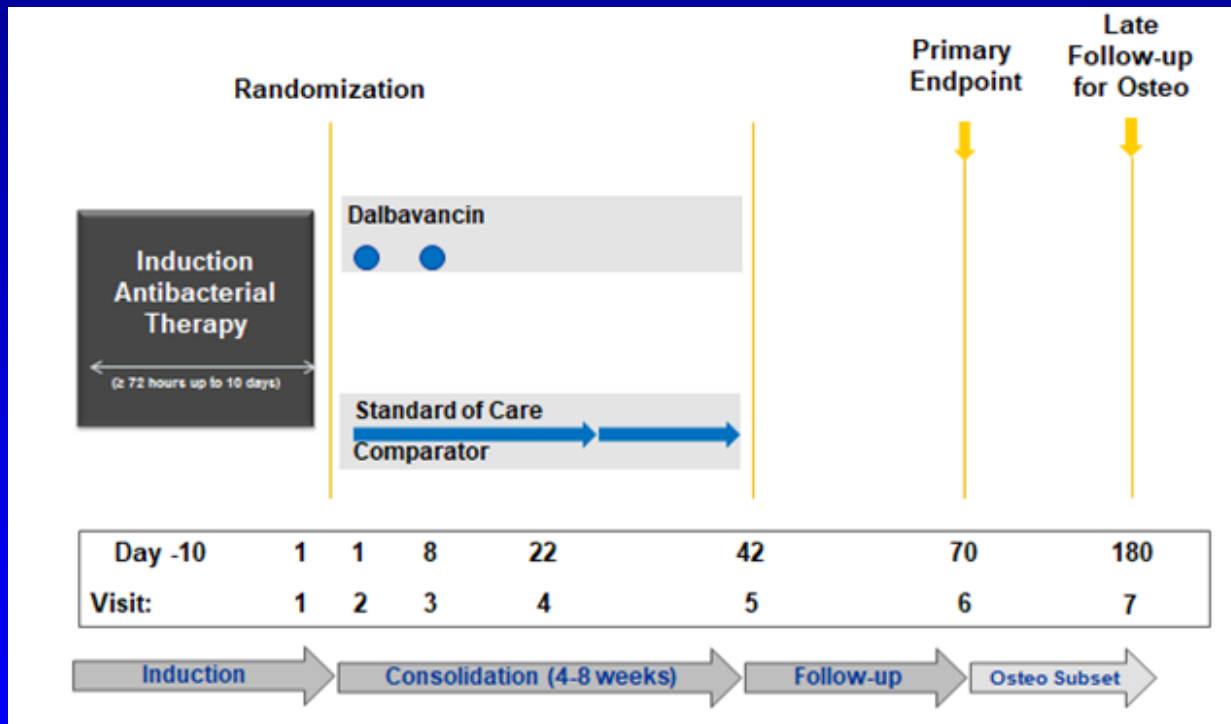 Randomization
Primary
Endpoint
Late
Follow-up
for Osteo
Induction
Antibacterial
Therapy
(≥ 72 hours up to 10 days)
Dalbavancin
Standard of Care
Comparator
Day -10 1 1 8 22 42 70 180
Visit: 1 2 3 4 5 6 7
Induction Consolidation (4-8 weeks) Follow-up Osteo Subset